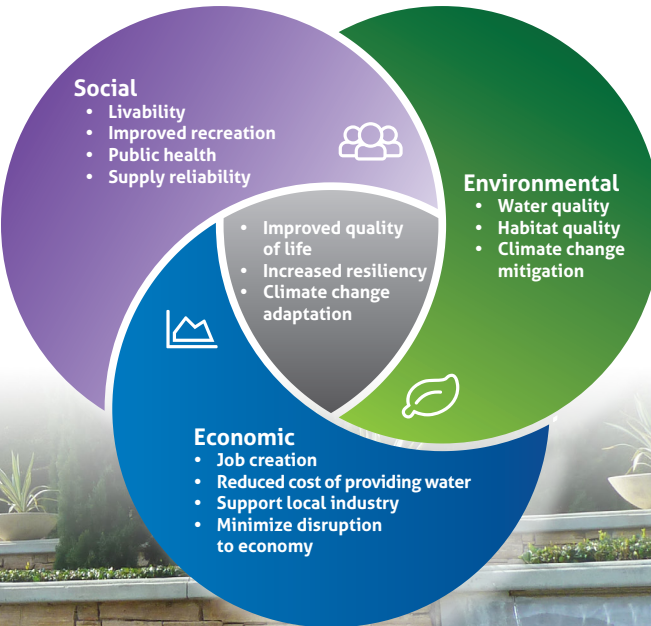 Social
• Livability
• Improved recreation
• Public health
• Supply reliability
Environmental
• Water quality
• Habitat quality
• Climate change
mitigation
• Improved quality
of life
• Increased resiliency
• Climate change
adaptation
Economic
• Job creation
• Reduced cost of providing water
• Support local industry
• Minimize disruption
to economy